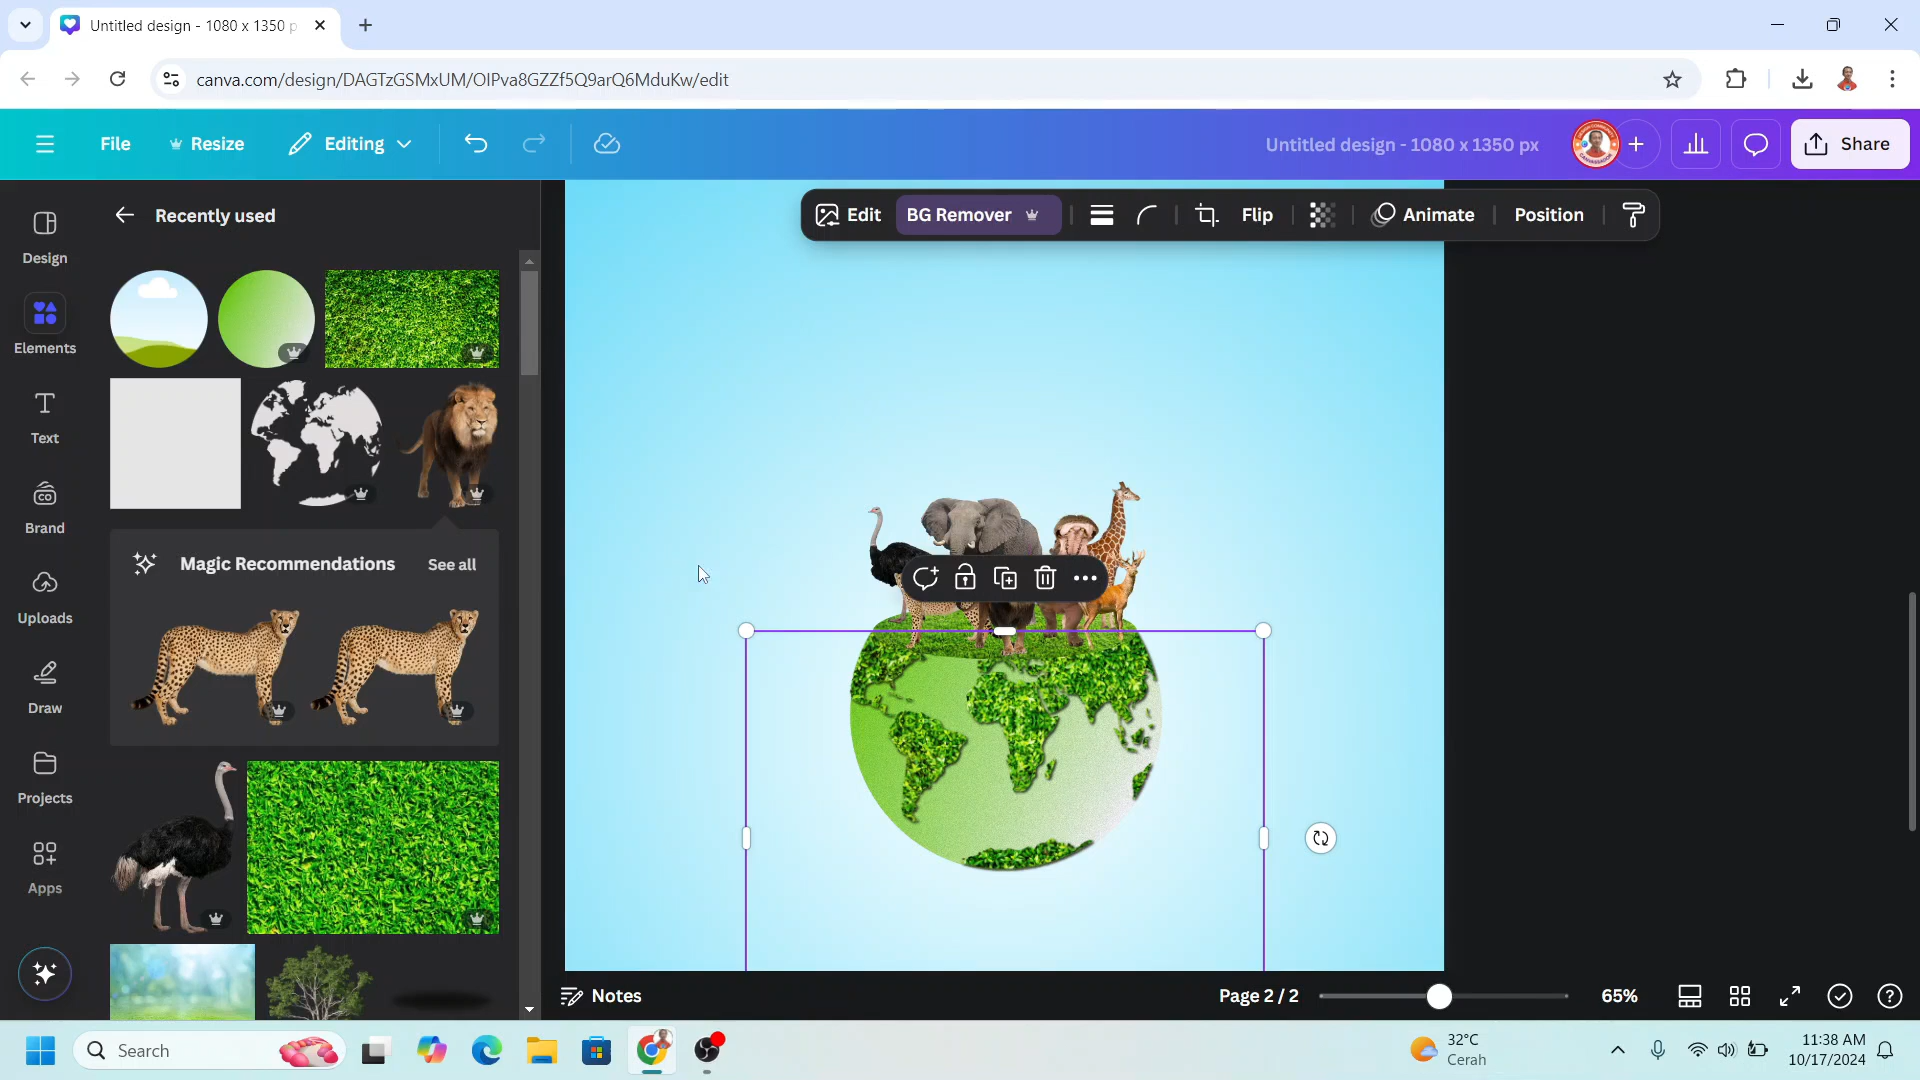 Untitled design - 1080 x 1350 p
canva.com/design/DAGTzGSMxUM/OIPva8GZZf5Q9arQ6MduKw/edit
File
Resize
Editing
Untitled design - 1080 x 1350 px
Share
Design
Elements
Text
Brand
Uploads
Draw
Projects
Apps
Recently used
Magic Recommendations
See all
Edit
BG Remover
Flip
Animate
Position
Notes
Page 2 / 2
65%
Search
32°C
Cerah
11:38 AM
10/17/2024